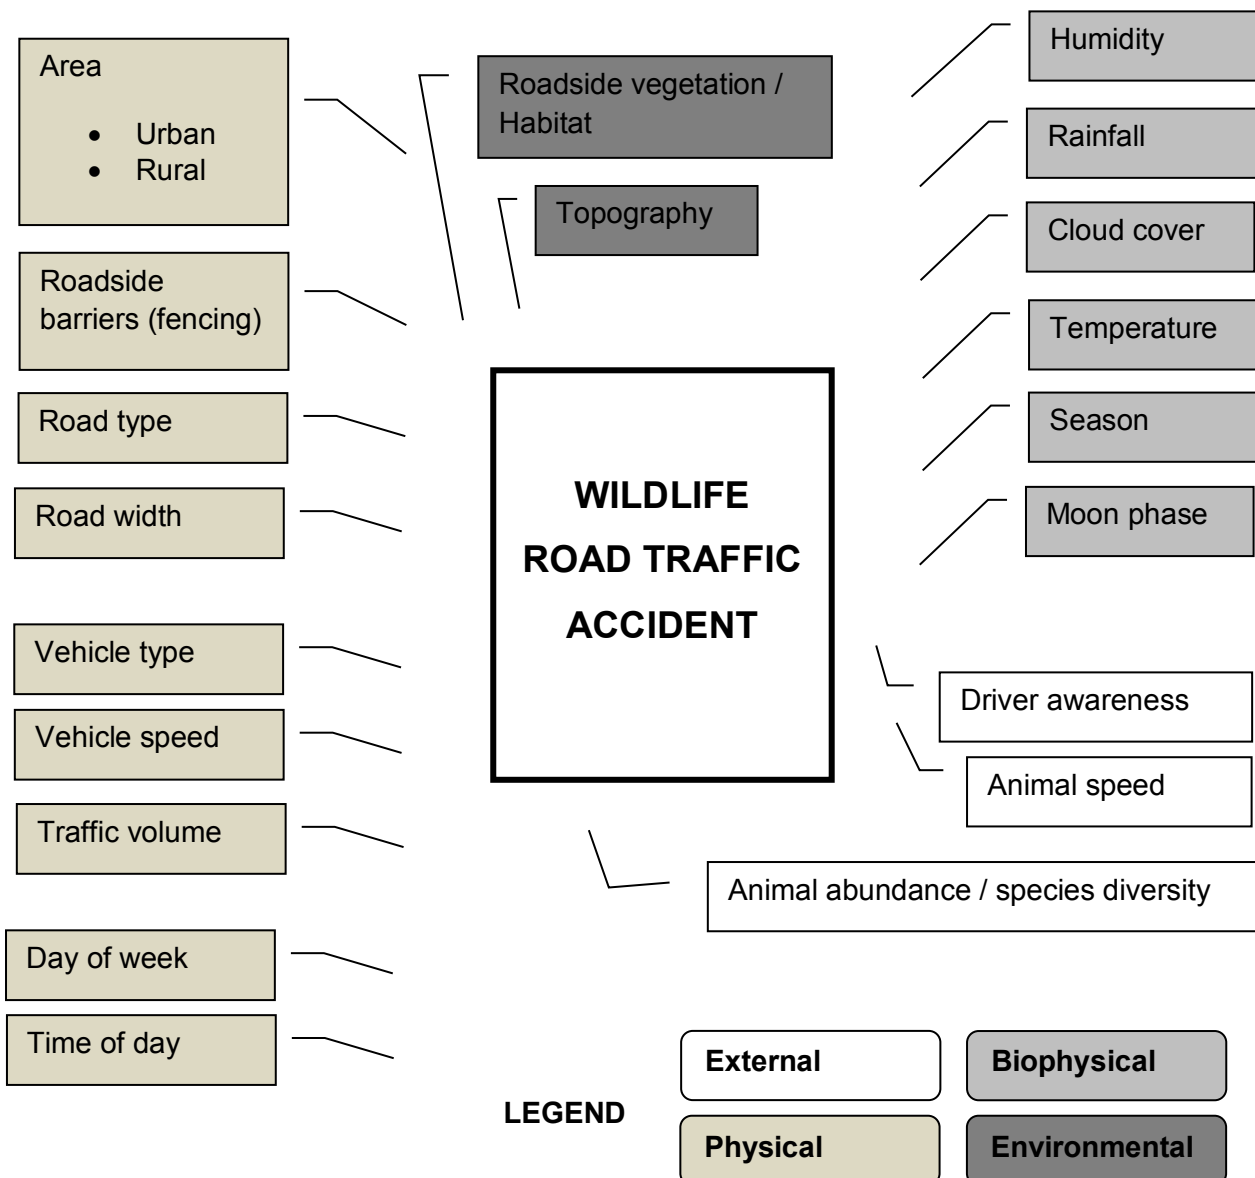 Area
• Urban
• Rural
Roadside
barriers (fencing)
Road type
Road width
Vehicle type
Vehicle speed
Traffic volume
Day of week
Time of day
Roadside vegetation /
Habitat
Topography
WILDLIFE
ROAD TRAFFIC
ACCIDENT
Humidity
Rainfall
Cloud cover
Temperature
Season
Moon phase
Driver awareness
Animal speed
Animal abundance / species diversity
LEGEND
External
Biophysical
Physical
Environmental